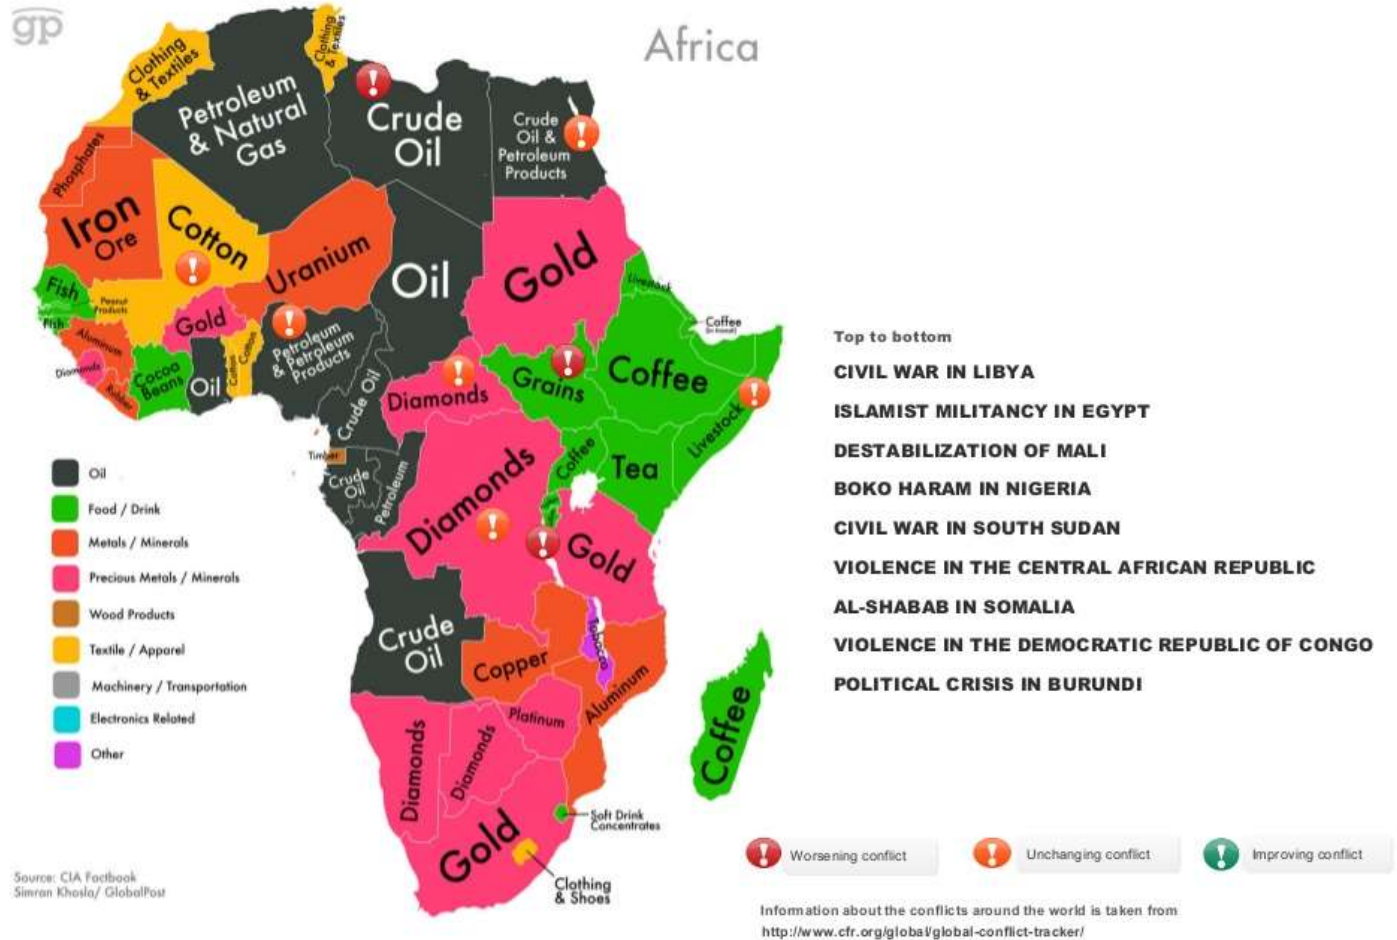 gp
Africa
Clothing
& Textiles
Clothing
& Textiles
Petroleum
& Natural
Gas
Crude
Oil
Crude
Oil &
Petroleum
Products
Phosphates
Iron
Ore
Cotton
Uranium
Oil
Gold
Livestock
Coffee
Fish
Peanut
Products
Fish
Aluminum
Diamonds
Rubber
Cocoa
Beans
Gold
Oil
Cotton
Cotton
Petroleum
& Petroleum
Products
Crude Oil
Diamonds
Grains
Coffee
Livestock
Timber
Crude
Oil
Petroleum
Diamonds
Coffee
Tea
Gold
Crude
Oil
Copper
Tobacco
Aluminum
Diamonds
Diamonds
Platinum
Coffee
Gold
Soft Drink
Concentrates
Clothing
& Shoes
Oil
Food / Drink
Metals / Minerals
Precious Metals / Minerals
Wood Products
Textile / Apparel
Machinery / Transportation
Electronics Related
Other
Source: CIA Factbook
Simran Khosla/ GlobalPost
Top to bottom
CIVIL WAR IN LIBYA
ISLAMIST MILITANCY IN EGYPT
DESTABILIZATION OF MALI
BOKO HARAM IN NIGERIA
CIVIL WAR IN SOUTH SUDAN
VIOLENCE IN THE CENTRAL AFRICAN REPUBLIC
AL-SHABAB IN SOMALIA
VIOLENCE IN THE DEMOCRATIC REPUBLIC OF CONGO
POLITICAL CRISIS IN BURUNDI
Worsening conflict
Unchanging conflict
Improving conflict
Information about the conflicts around the world is taken from
http://www.cfr.org/global/global-conflict-tracker/